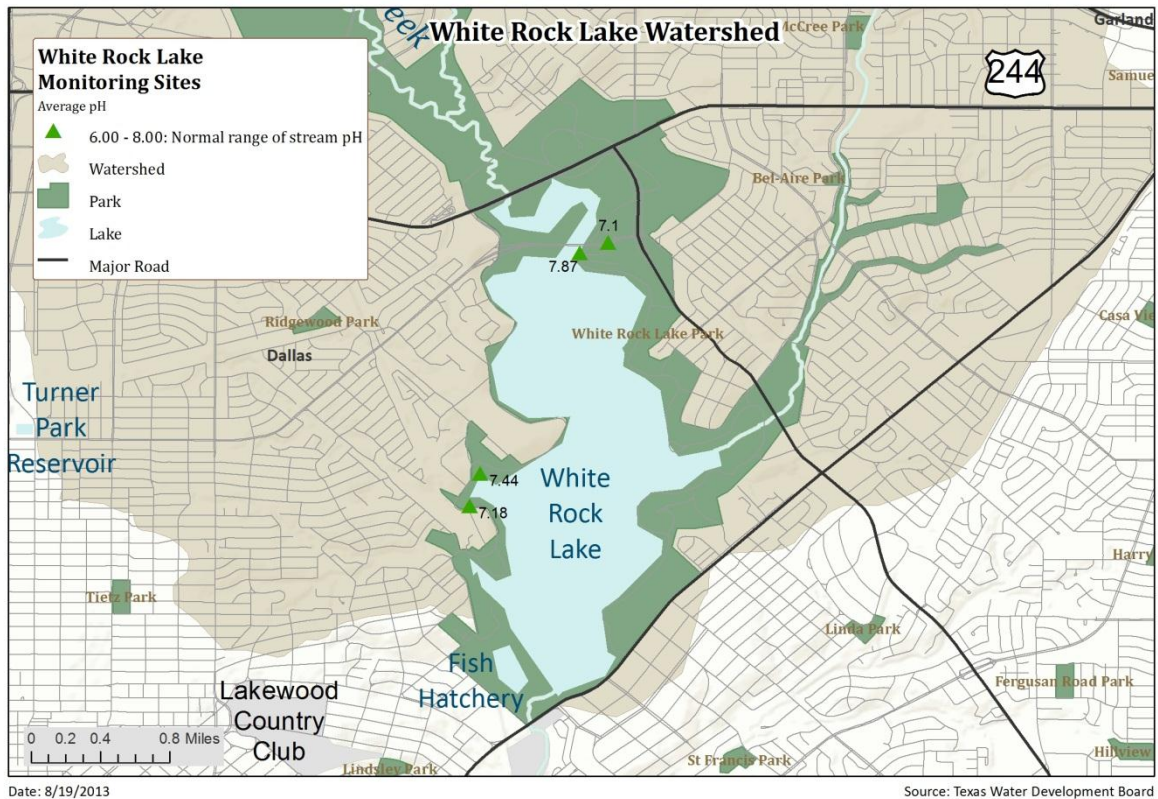 White Rock Lake Watershed
White Rock Lake
Monitoring Sites
Average pH
6.00 - 8.00: Normal range of stream pH
Watershed
Park
Lake
Major Road
eek
McCree Park
Garland
244
Samue
Bel-Aire Park
7.1
7.87
Ridgewood Park
White Rock Lake Park
Casa Vie
Dallas
Turner
Park
Reservoir
7.44
7.18
White
Rock
Lake
Harry
Tietz Park
Linda Park
Fish
Hatchery
Fergusan Road Park
Lakewood
Country
Club
0 0.2 0.4 0.8 Miles
Lindsley Park
St Francis Park
Hillview
Date: 8/19/2013
Source: Texas Water Development Board